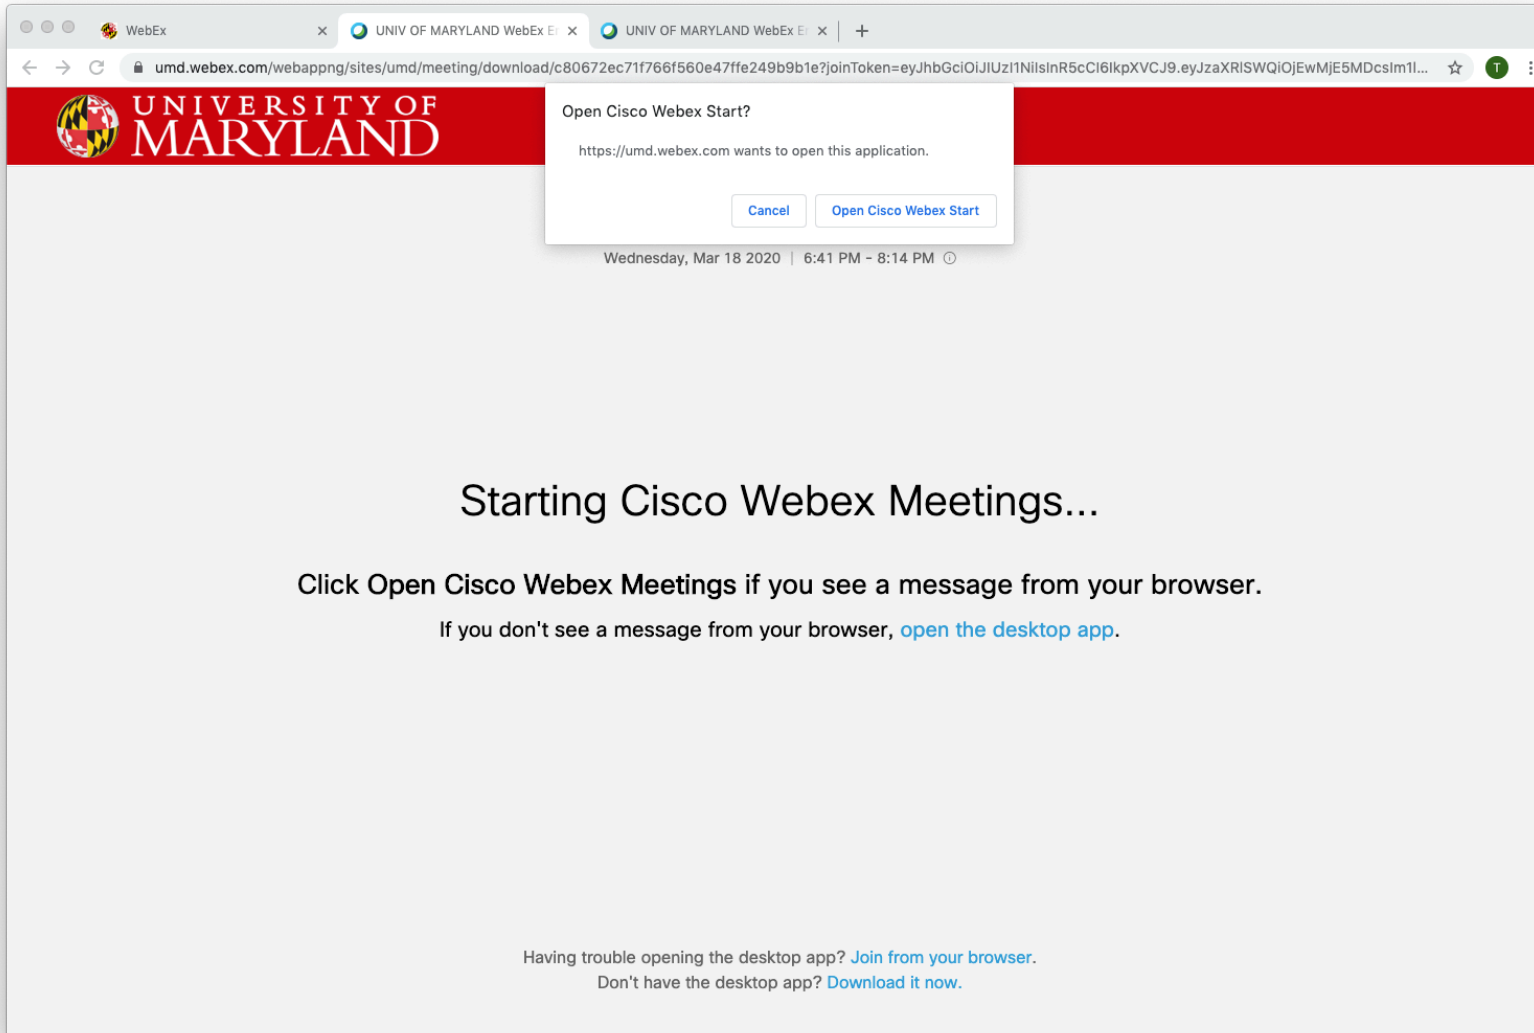 WebEx
UNIV OF MARYLAND WebEx En
UNIV OF MARYLAND WebEx En
umd.webex.com/webappng/sites/umd/meeting/download/c80672ec71f766f560e47ffe249b9b1e?joinToken=eyJhbGciOiJIUzI1NiIsInR5cCI6IkpXVCJ9.eyJzaXRlSWQiOjEwMjE5MDcsIm1l...
T
UNIVERSITY OF
MARYLAND
Open Cisco Webex Start?
https://umd.webex.com wants to open this application.
Cancel
Open Cisco Webex Start
Wednesday, Mar 18 2020 | 6:41 PM - 8:14 PM
Starting Cisco Webex Meetings...
Click Open Cisco Webex Meetings if you see a message from your browser.
If you don't see a message from your browser, open the desktop app.
Having trouble opening the desktop app? Join from your browser.
Don't have the desktop app? Download it now.